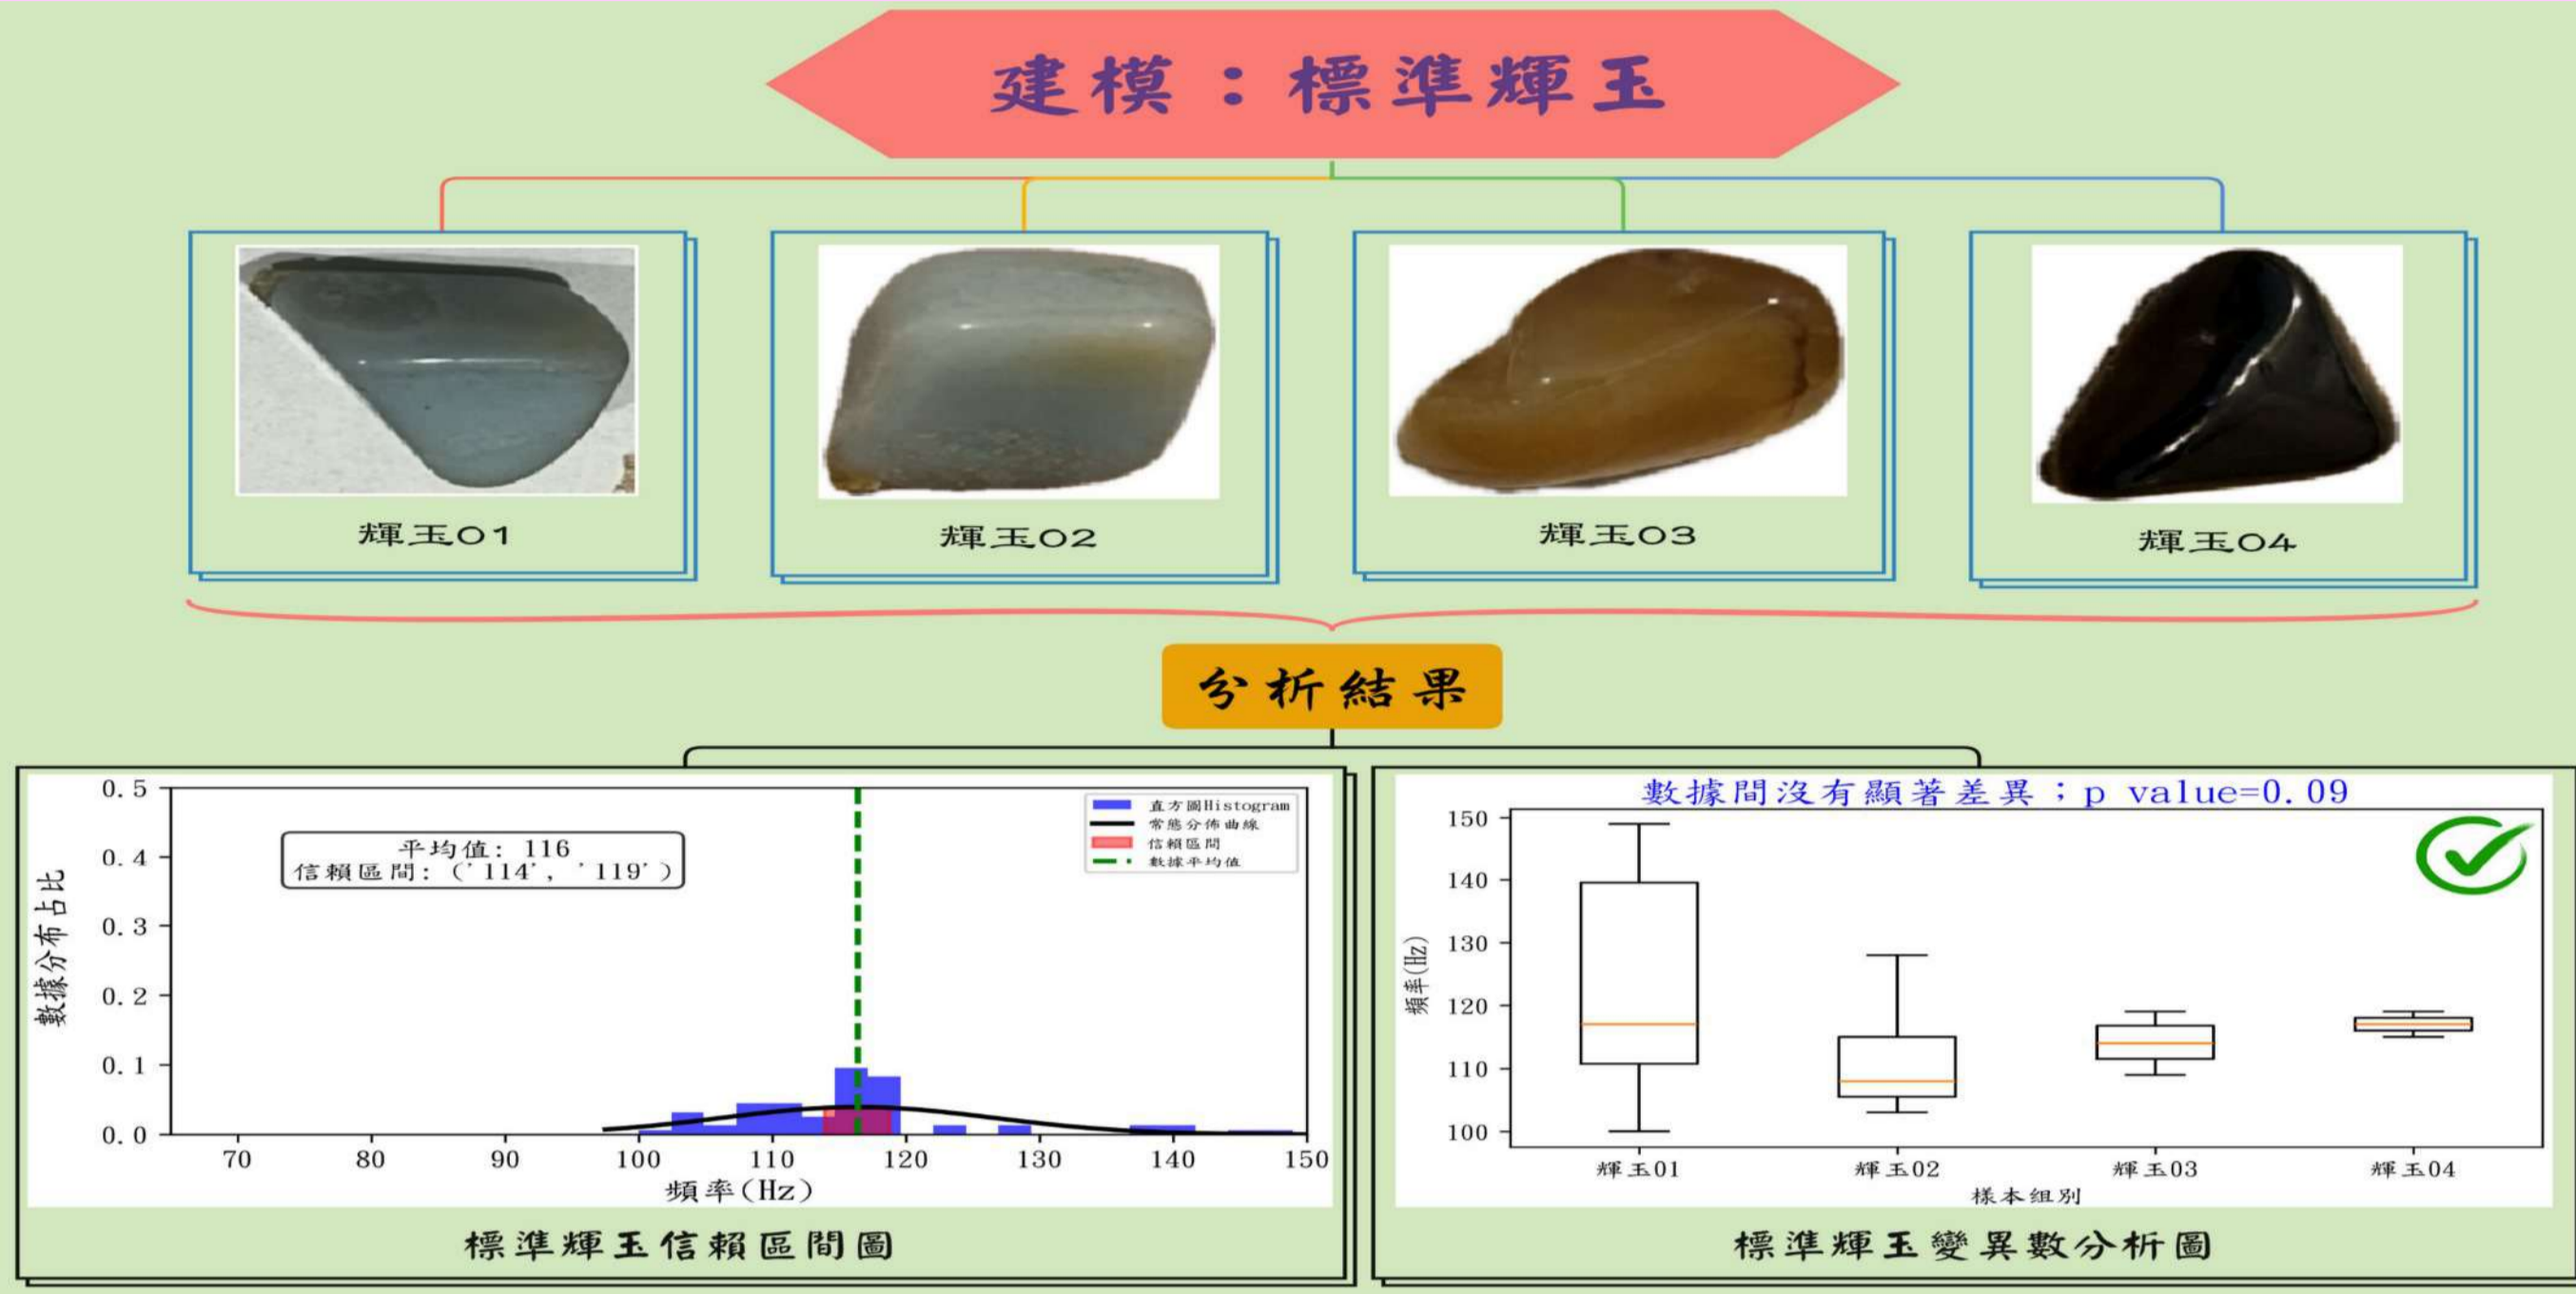 建模：標準輝玉
輝玉01
輝玉02
輝玉03
輝玉04
分析結果
0.5
0.4
0.3
0.2
0.1
0.0
數據分布占比
平均值: 116
信賴區間: ('114', '119')
直方圖Histogram
常態分佈曲線
信賴區間
數據平均值
70 80 90 100 110 120 130 140 150
頻率(Hz)
標準輝玉信賴區間圖
數據間沒有顯著差異；p value=0.09
150
140
130
120
110
100
頻率(Hz)
輝玉01 輝玉02 輝玉03 輝玉04
樣本组別
標準輝玉變異數分析圖